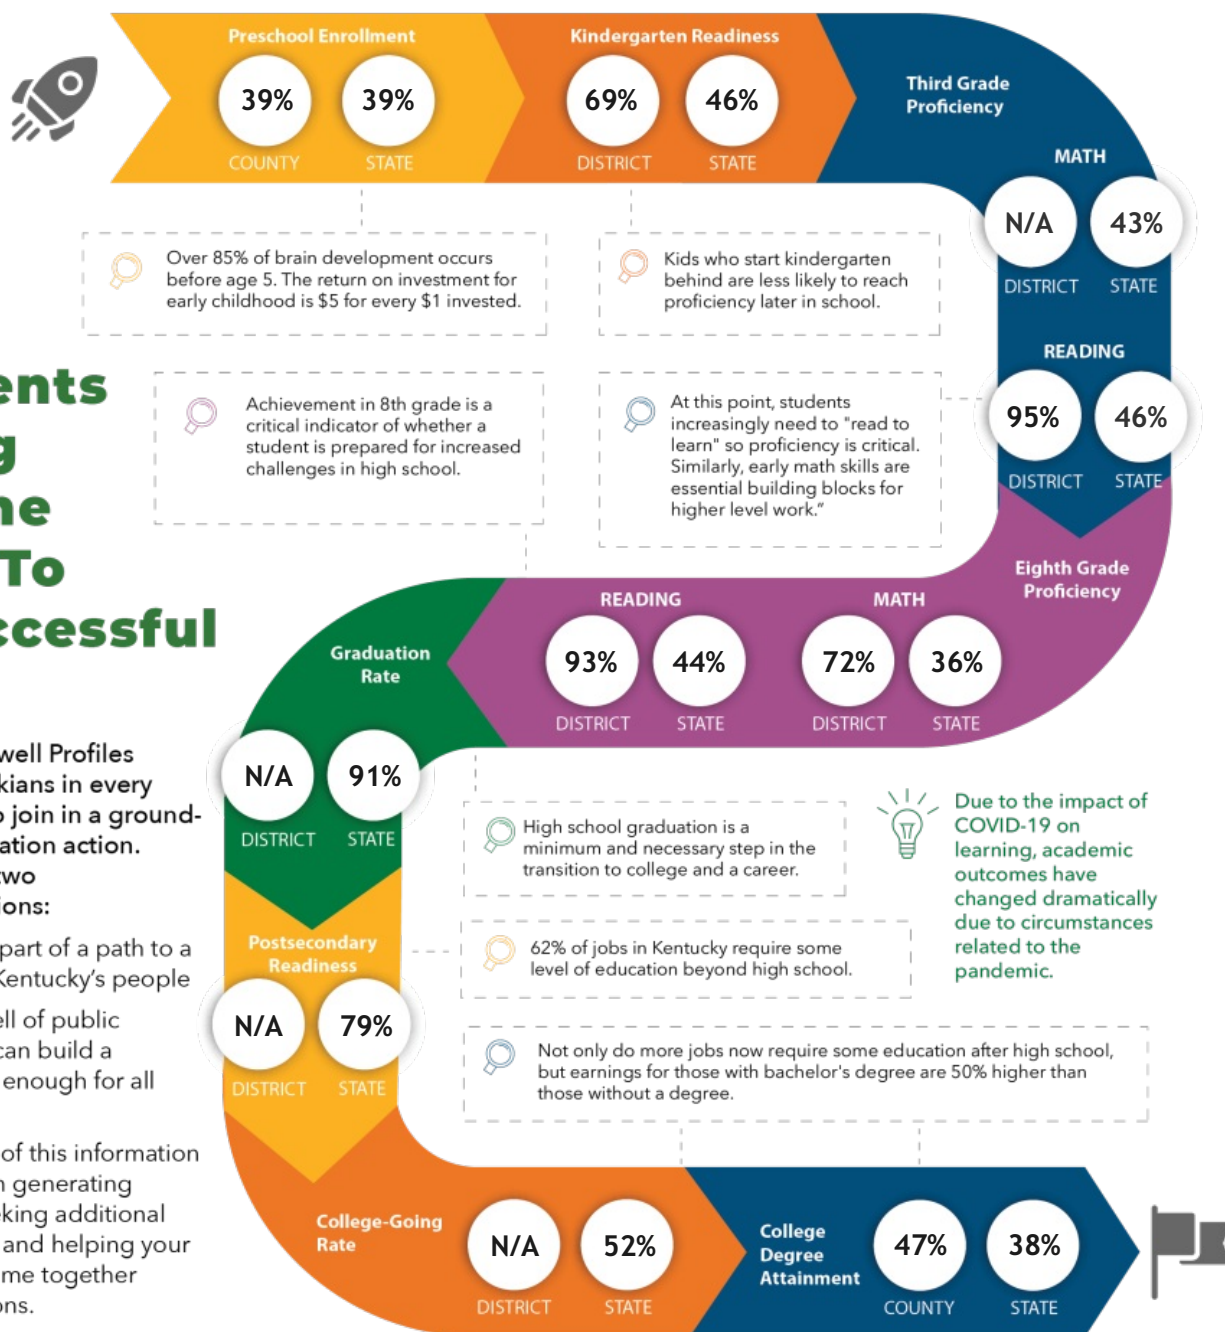 Preschool Enrollment
39%
39%
COUNTY
STATE
Kindergarten Readiness
69%
46%
DISTRICT
STATE
Third Grade
Proficiency
MATH
N/A
43%
DISTRICT
STATE
READING
95%
46%
DISTRICT
STATE
Over 85% of brain development occurs
before age 5. The return on investment for
early childhood is $5 for every $1 invested.
Kids who start kindergarten
behind are less likely to reach
proficiency later in school.
Achievement in 8th grade is a
critical indicator of whether a
student is prepared for increased
challenges in high school.
At this point, students
increasingly need to "read to
learn" so proficiency is critical.
Similarly, early math skills are
essential building blocks for
higher level work.”
ents
g
he
To
ccessful
Eighth Grade
Proficiency
READING
93%
44%
DISTRICT
STATE
MATH
72%
36%
DISTRICT
STATE
Graduation
Rate
N/A
91%
DISTRICT
STATE
well Profiles
kians in every
o join in a ground-
ation action.
two
ions:
part of a path to a
Kentucky’s people
ell of public
can build a
enough for all
of this information
n generating
eking additional
and helping your
me together
ons.
High school graduation is a
minimum and necessary step in the
transition to college and a career.
Due to the impact of
COVID-19 on
learning, academic
outcomes have
changed dramatically
due to circumstances
related to the
pandemic.
Postsecondary
Readiness
N/A
79%
DISTRICT
STATE
62% of jobs in Kentucky require some
level of education beyond high school.
Not only do more jobs now require some education after high school,
but earnings for those with bachelor's degree are 50% higher than
those without a degree.
College-Going
Rate
N/A
52%
DISTRICT
STATE
College
Degree
Attainment
47%
38%
COUNTY
STATE